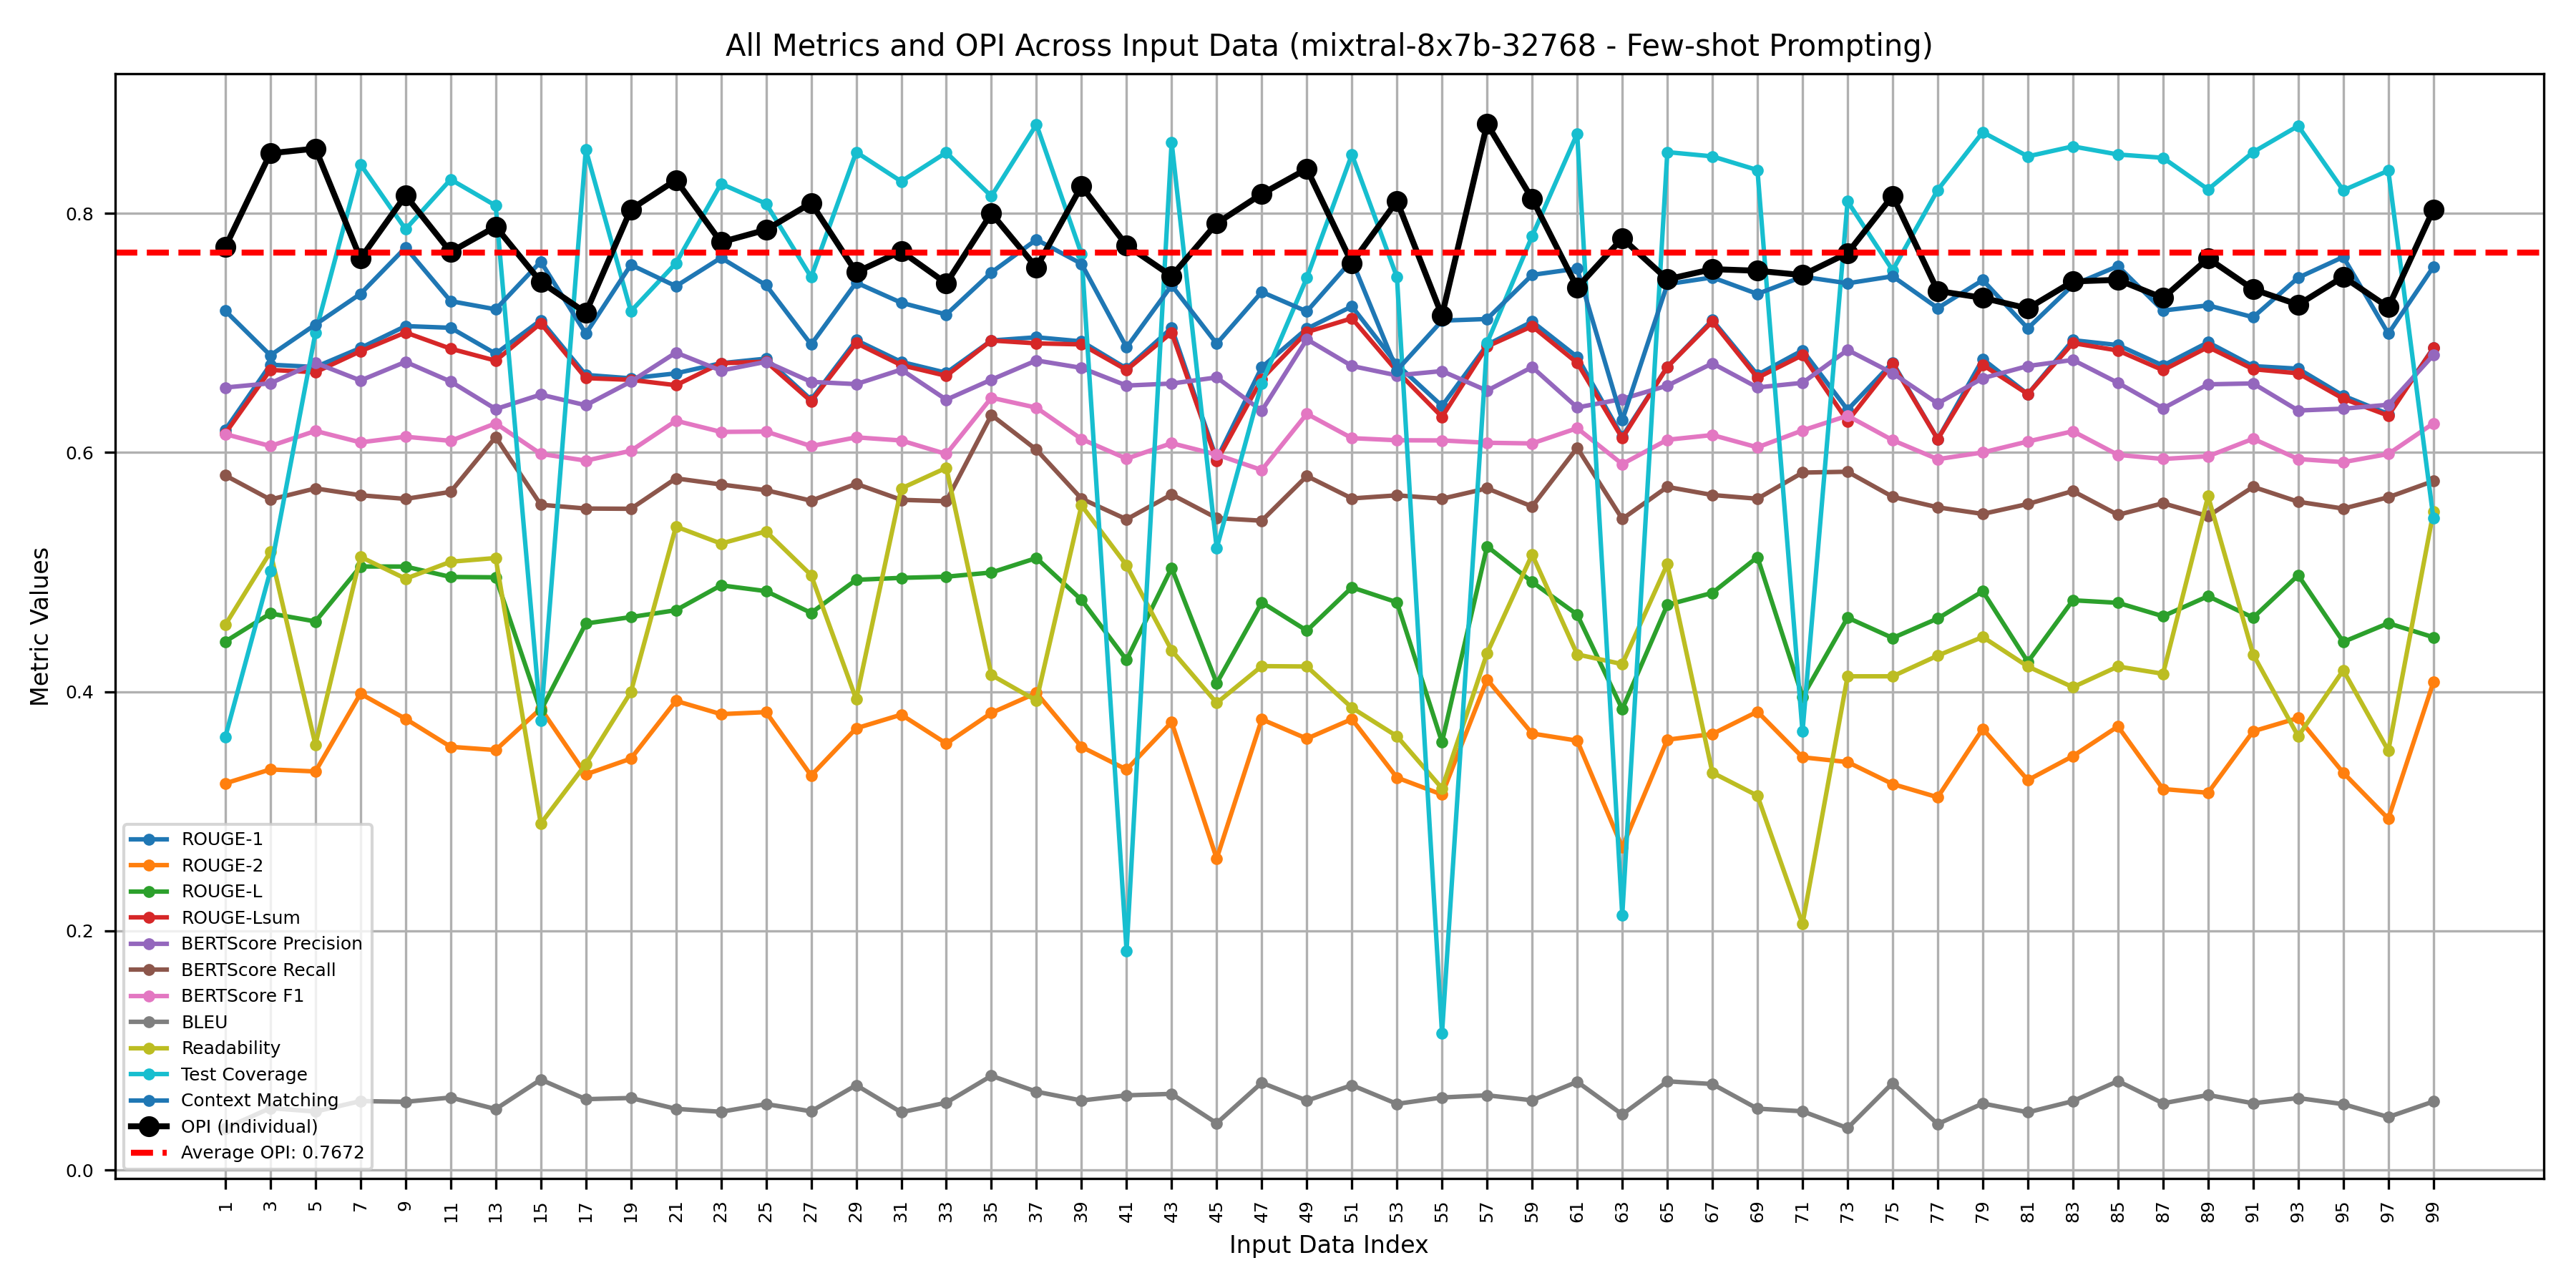 All Metrics and OPI Across Input Data (mixtral-8x7b-32768 - Few-shot Prompting)
Metric Values
0.8
0.6
0.4
0.2
0.0
ROUGE-1
ROUGE-2
ROUGE-L
ROUGE-Lsum
BERTScore Precision
BERTScore Recall
BERTScore F1
BLEU
Readability
Test Coverage
Context Matching
OPI (Individual)
Average OPI: 0.7672
1 3 5 7 9 11 13 15 17 19 21 23 25 27 29 31 33 35 37 39 41 43 45 47 49 51 53 55 57 59 61 63 65 67 69 71 73 75 77 79 81 83 85 87 89 91 93 95 97 99
Input Data Index